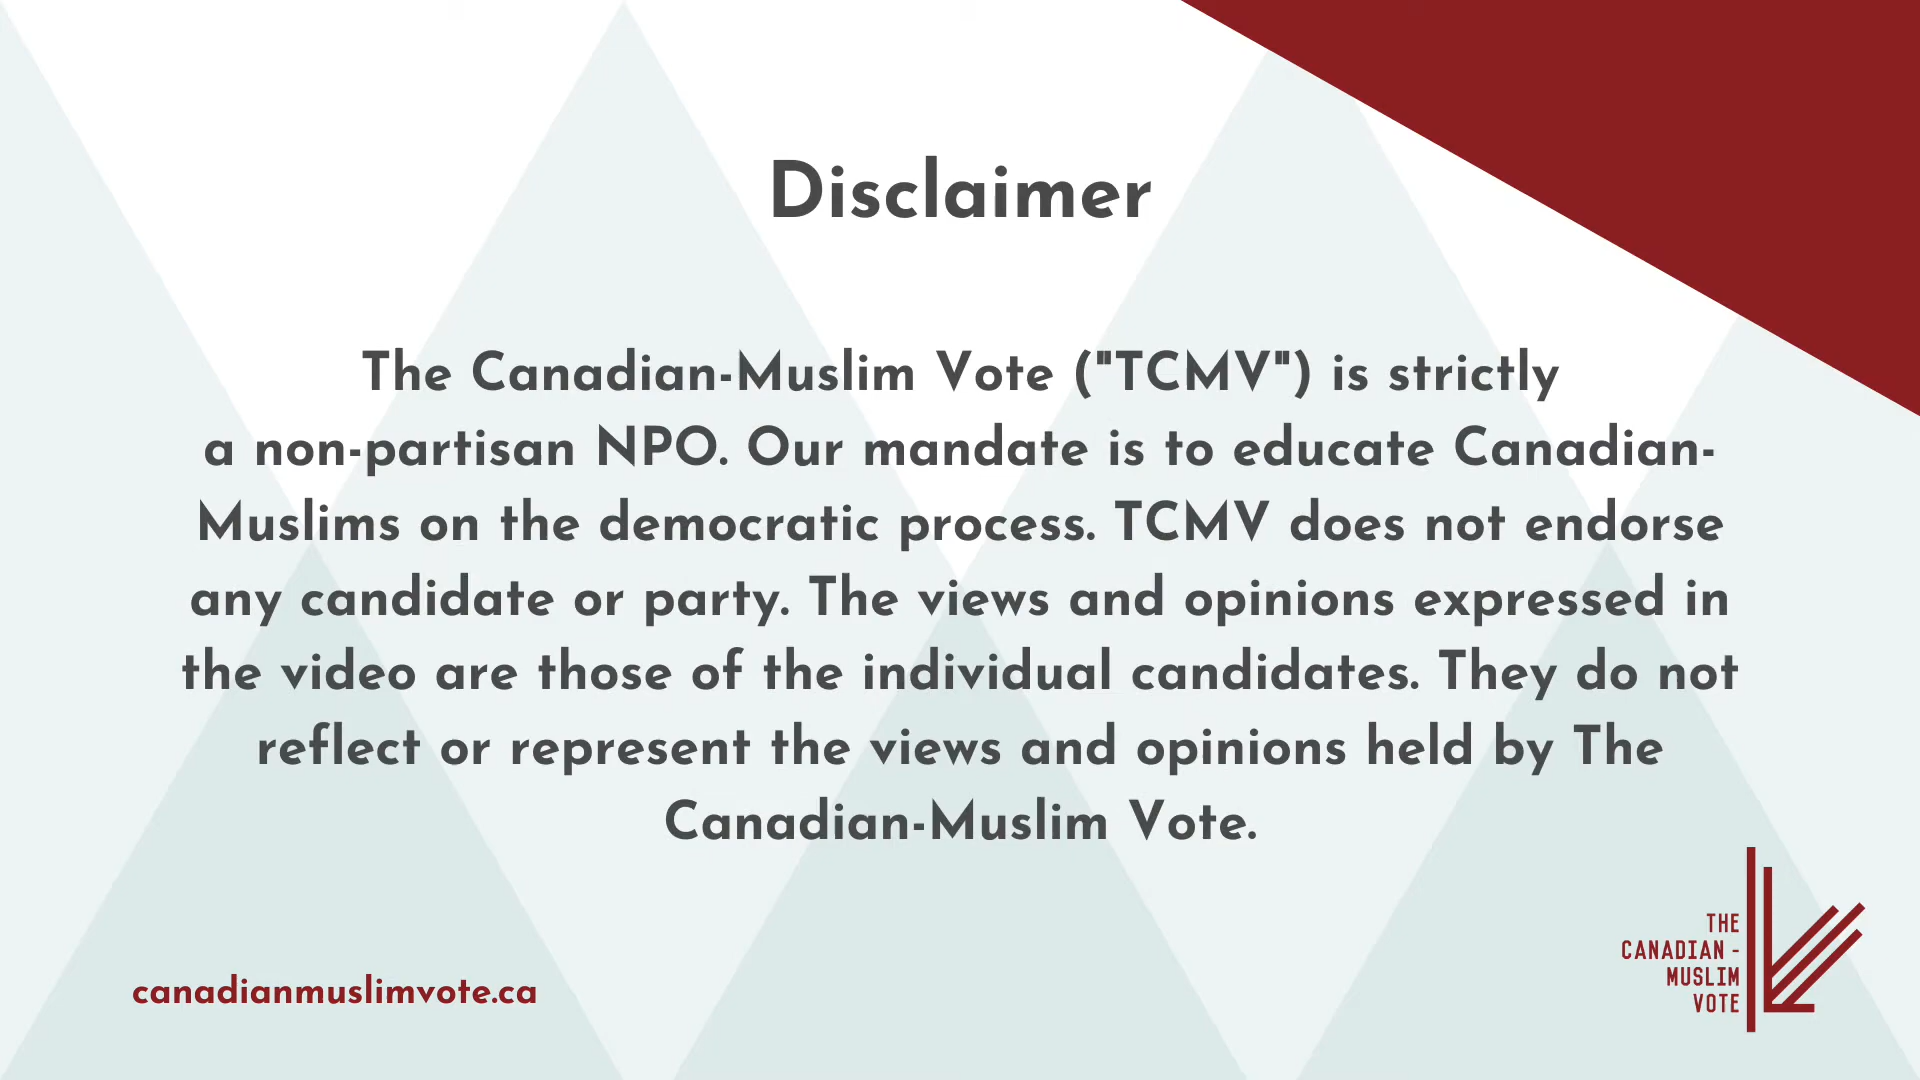 Disclaimer
The Canadian-Muslim Vote ("TCMV") is strictly
a non-partisan NPO. Our mandate is to educate Canadian-
Muslims on the democratic process. TCMV does not endorse
any candidate or party. The views and opinions expressed in
the video are those of the individual candidates. They do not
reflect or represent the views and opinions held by The
Canadian-Muslim Vote.
canadianmuslimvote.ca
THE
CANADIAN -
MUSLIM
VOTE